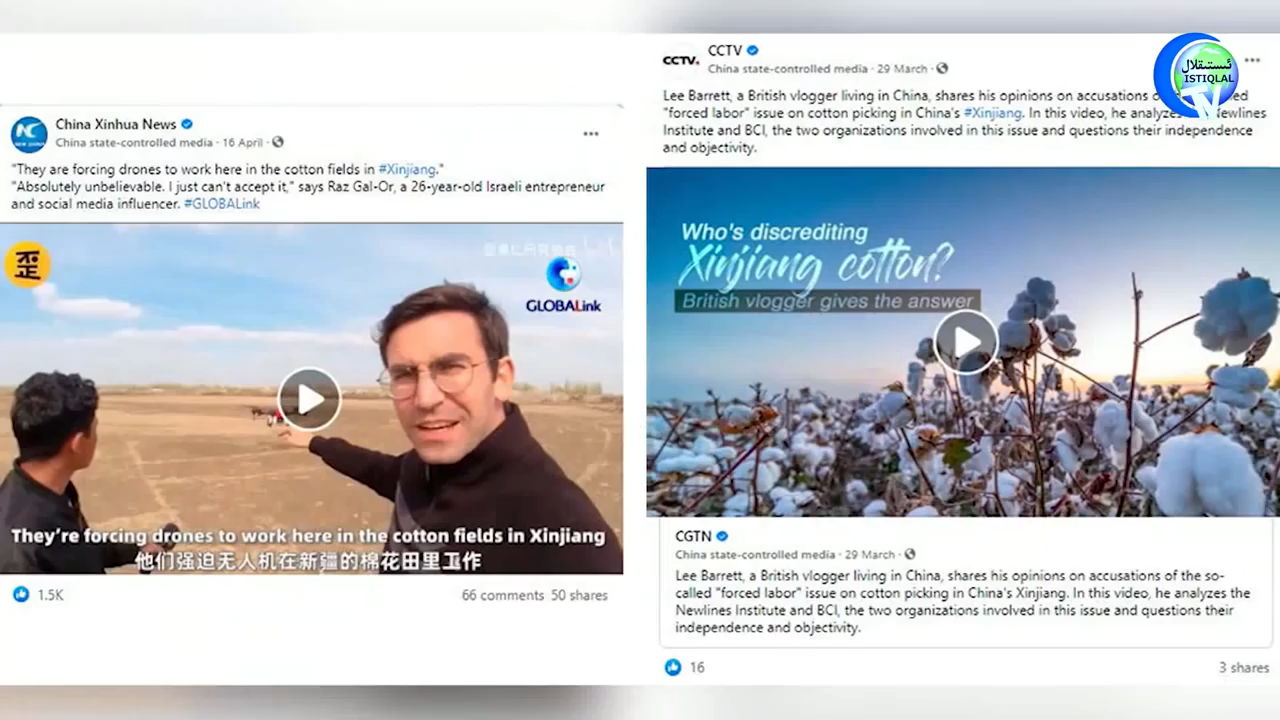 China Xinhua News
China state-controlled media · 16 April ·
"They are forcing drones to work here in the cotton fields in #Xinjiang."
"Absolutely unbelievable. I just can't accept it," says Raz Gal-Or, a 26-year-old Israeli entrepreneur
and social media influencer. #GLOBALink
歪
GLOBALink
They're forcing drones to work here in the cotton fields in Xinjiang
他们强迫无人机在新疆的棉花田里工作
1.5K
66 comments 50 shares
CCTV.
CCTV
China state-controlled media · 29 March ·
Lee Barrett, a British vlogger living in China, shares his opinions on accusations
"forced labor" issue on cotton picking in China's #Xinjiang. In this video, he analyzes Newlines
Institute and BCI, the two organizations involved in this issue and questions their independence
and objectivity.
ئىستىقلال
ISTIQLAL
TV
Who's discrediting
Xinjiang cotton?
British vlogger gives the answer
CGTN
China state-controlled media · 29 March ·
Lee Barrett, a British vlogger living in China, shares his opinions on accusations of the so-
called "forced labor" issue on cotton picking in China's Xinjiang. In this video, he analyzes the
Newlines Institute and BCI, the two organizations involved in this issue and questions their
independence and objectivity.
16
3 shares